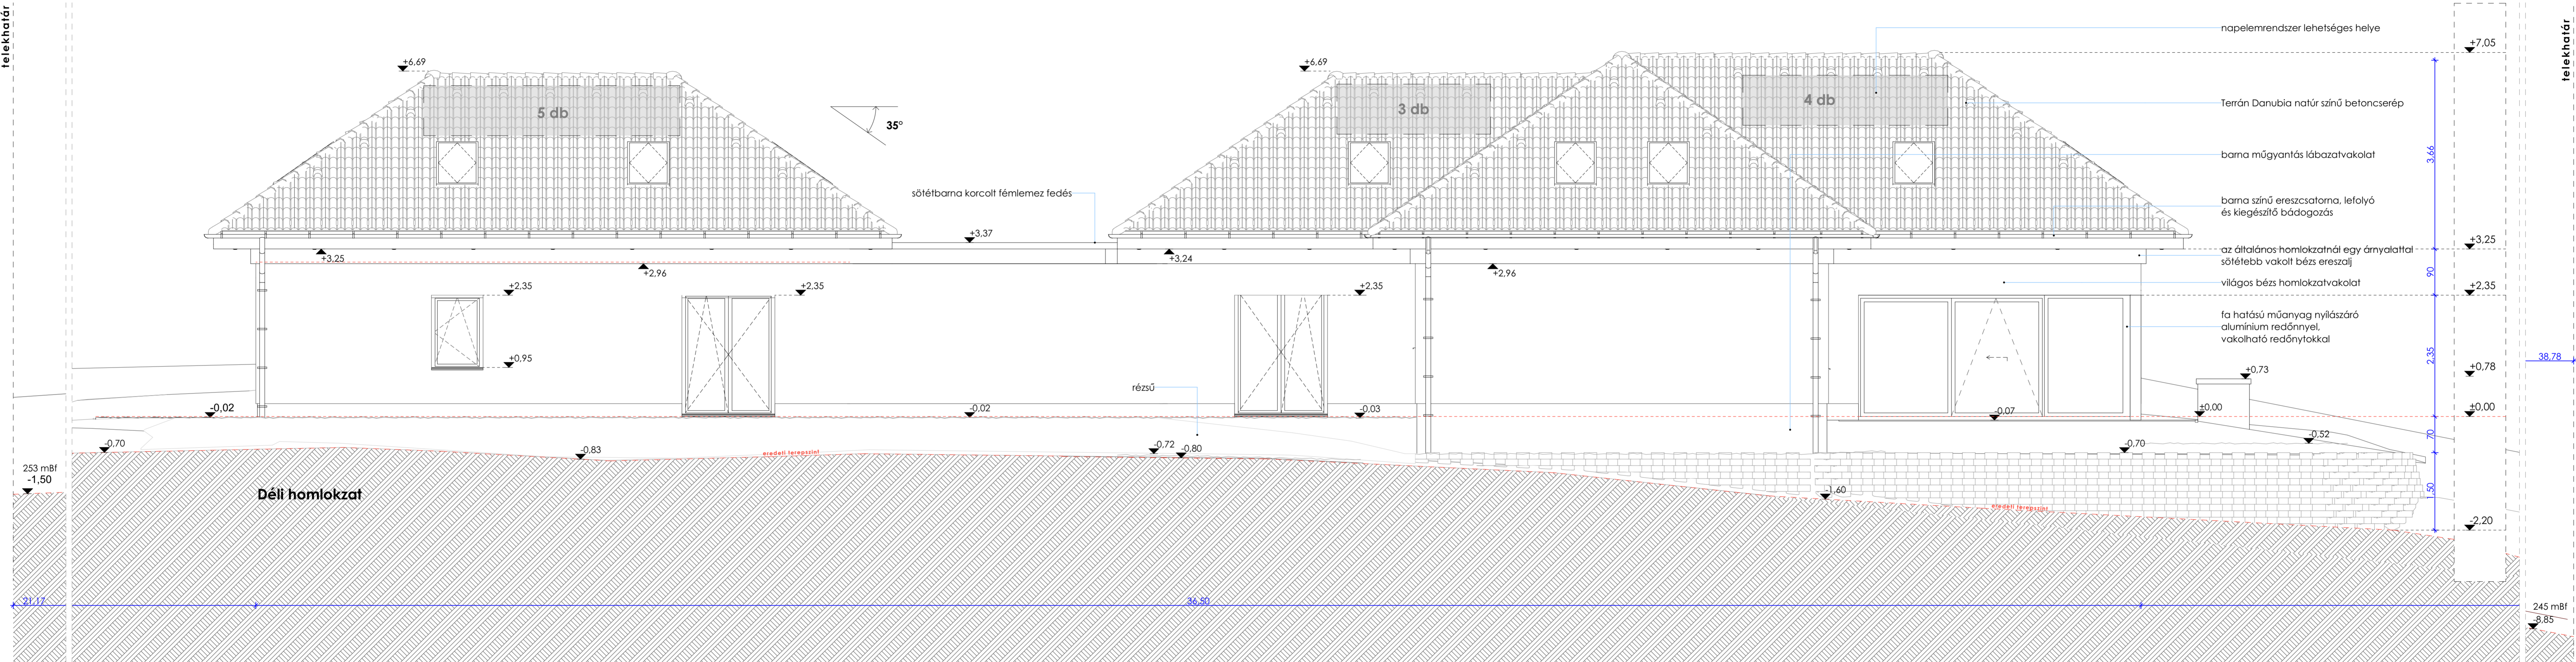 telekhatár
telekhatár
napelemrendszer lehetséges helye
+7,05
+6,69
+6,69
5 db
3 db
4 db
Terrán Danubia natúr színű betoncserép
35°
3,66
barna műgyantás lábazatvakolat
sötétbarna korcolt fémlemez fedés
barna színű ereszcsatorna, lefolyó
és kiegészítő bádogozás
+3,37
+3,25
+3,25
+3,24
az általános homlokzatnál egy árnyalattal
sötétebb vakolt bézs ereszalj
+2,96
+2,96
90
világos bézs homlokzatvakolat
+2,35
+2,35
+2,35
+2,35
fa hatású műanyag nyílászáró
alumínium redőnnyel,
vakolható redőnytokkal
2,35
+0,95
38,78
+0,78
+0,73
rézsű
-0,02
-0,02
-0,03
-0,07
±0,00
±0,00
70
-0,70
-0,83
eredeti terepszint
-0,72
-0,80
-0,70
-0,52
253 mBf
-1,50
Déli homlokzat
-1,60
1,50
eredeti terepszint
-2,20
21,17
36,50
245 mBf
-8,85